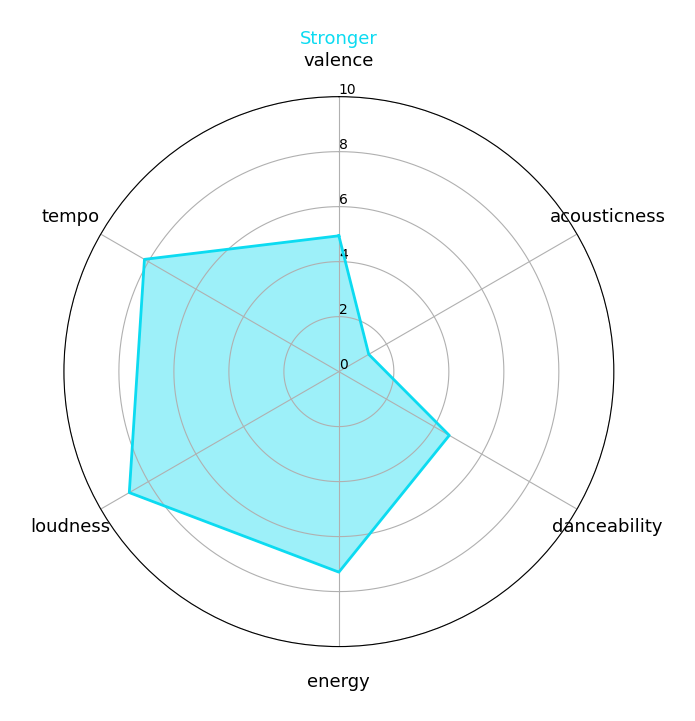 Stronger
valence
10
8
tempo
acousticness
6
4
2
0
loudness
danceability
energy